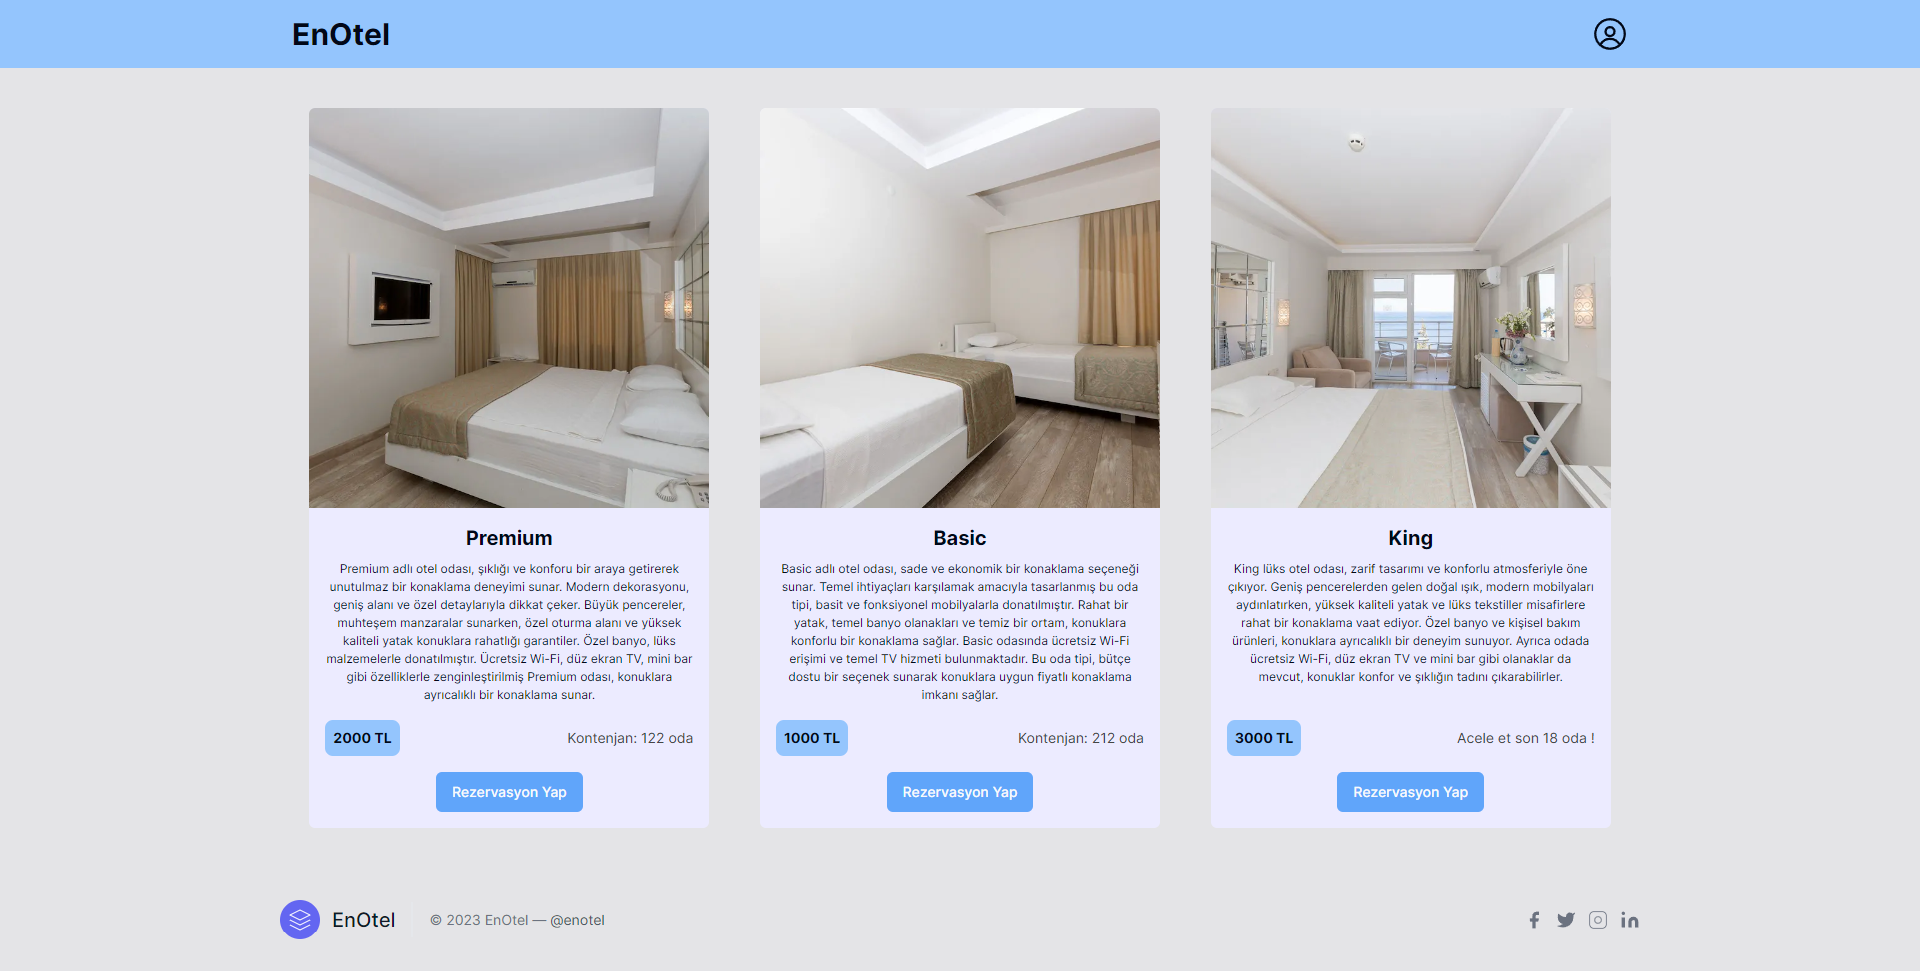 EnOtel
Premium
Premium adlı otel odası, şıklığı ve konforu bir araya getirerek
unutulmaz bir konaklama deneyimi sunar. Modern dekorasyonu,
geniş alanı ve özel detaylarıyla dikkat çeker. Büyük pencereler,
muhteşem manzaralar sunarken, özel oturma alanı ve yüksek
kaliteli yatak konuklara rahatlığı garantiler. Özel banyo, lüks
malzemelerle donatılmıştır. Ücretsiz Wi-Fi, düz ekran TV, mini bar
gibi özelliklerle zenginleştirilmiş Premium odası, konuklara
ayrıcalıklı bir konaklama sunar.
2000 TL
Kontenjan: 122 oda
Rezervasyon Yap
Basic
Basic adlı otel odası, sade ve ekonomik bir konaklama seçeneği
sunar. Temel ihtiyaçları karşılamak amacıyla tasarlanmış bu oda
tipi, basit ve fonksiyonel mobilyalarla donatılmıştır. Rahat bir
yatak, temel banyo olanakları ve temiz bir ortam, konuklara
konforlu bir konaklama sağlar. Basic odasında ücretsiz Wi-Fi
erişimi ve temel TV hizmeti bulunmaktadır. Bu oda tipi, bütçe
dostu bir seçenek sunarak konuklara uygun fiyatlı konaklama
imkanı sağlar.
1000 TL
Kontenjan: 212 oda
Rezervasyon Yap
King
King lüks otel odası, zarif tasarımı ve konforlu atmosferiyle öne
çıkıyor. Geniş pencerelerden gelen doğal ışık, modern mobilyaları
aydınlatırken, yüksek kaliteli yatak ve lüks tekstiller misafirlere
rahat bir konaklama vaat ediyor. Özel banyo ve kişisel bakım
ürünleri, konuklara ayrıcalıklı bir deneyim sunuyor. Ayrıca odada
ücretsiz Wi-Fi, düz ekran TV ve mini bar gibi olanaklar da
mevcut, konuklar konfor ve şıklığın tadını çıkarabilirler.
3000 TL
Acele et son 18 oda !
Rezervasyon Yap
EnOtel
© 2023 EnOtel — @enotel